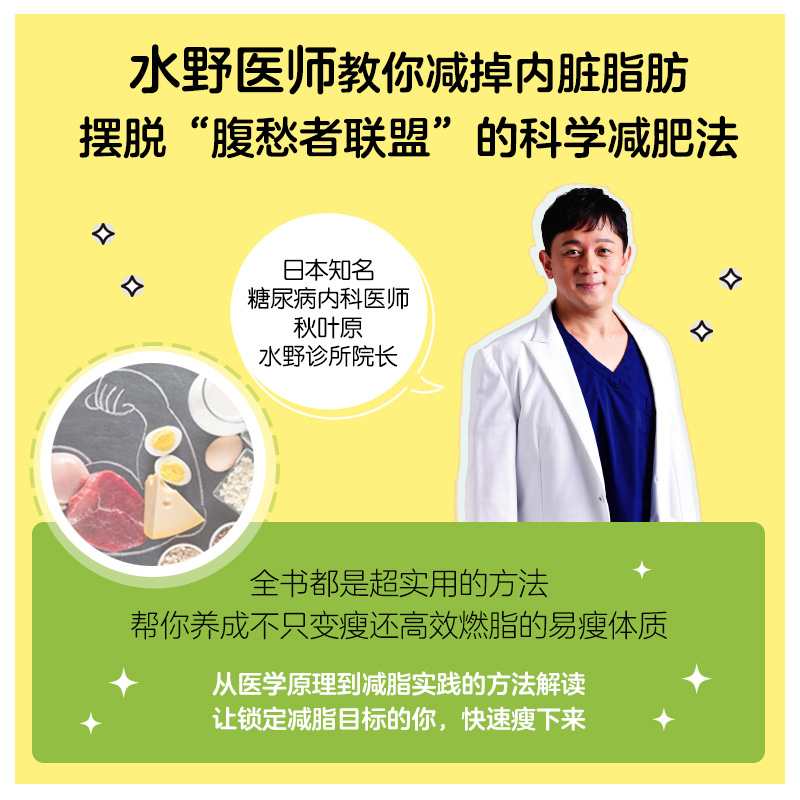 水野医师教你减掉内脏脂肪
摆脱“腹愁者联盟”的科学减肥法
日本知名
糖尿病内科医师
秋叶原
水野诊所院长
全书都是超实用的方法
帮你养成不只变瘦还高效燃脂的易瘦体质
从医学原理到减脂实践的方法解读
让锁定减脂目标的你，快速瘦下来